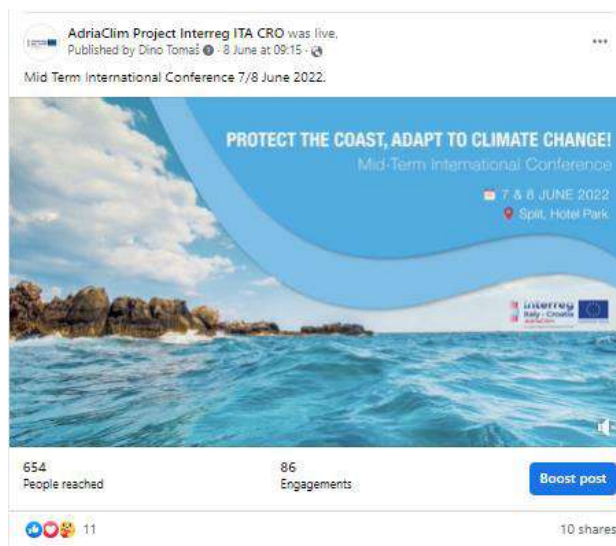 AdriaClim Project Interreg ITA CRO was live.
Published by Dino Tomaš · 8 June at 09:15 ·
Mid Term International Conference 7/8 June 2022.
PROTECT THE COAST, ADAPT TO CLIMATE CHANGE!
Mid-Term International Conference
7 & 8 JUNE 2022
Split, Hotel Park
Interreg
Italy - Croatia
AdriaClim
654
People reached
86
Engagements
Boost post
11
10 shares